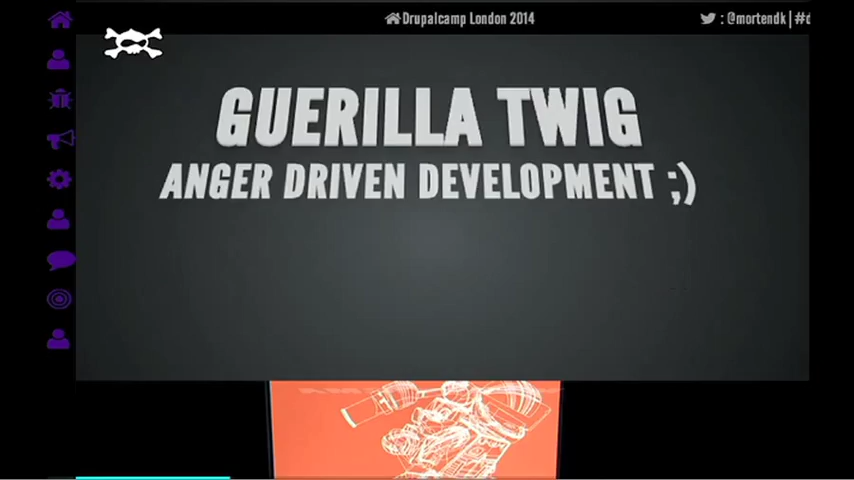 Drupalcamp London 2014
: @mortendk | #d
GUERILLA TWIG
ANGER DRIVEN DEVELOPMENT ;)